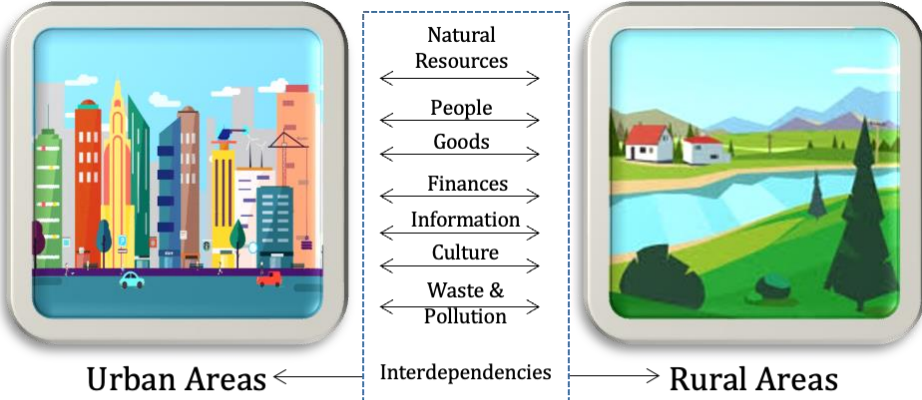 Natural
Resources
People
Goods
Finances
Information
Culture
Waste &
Pollution
Urban Areas
Interdependencies
Rural Areas